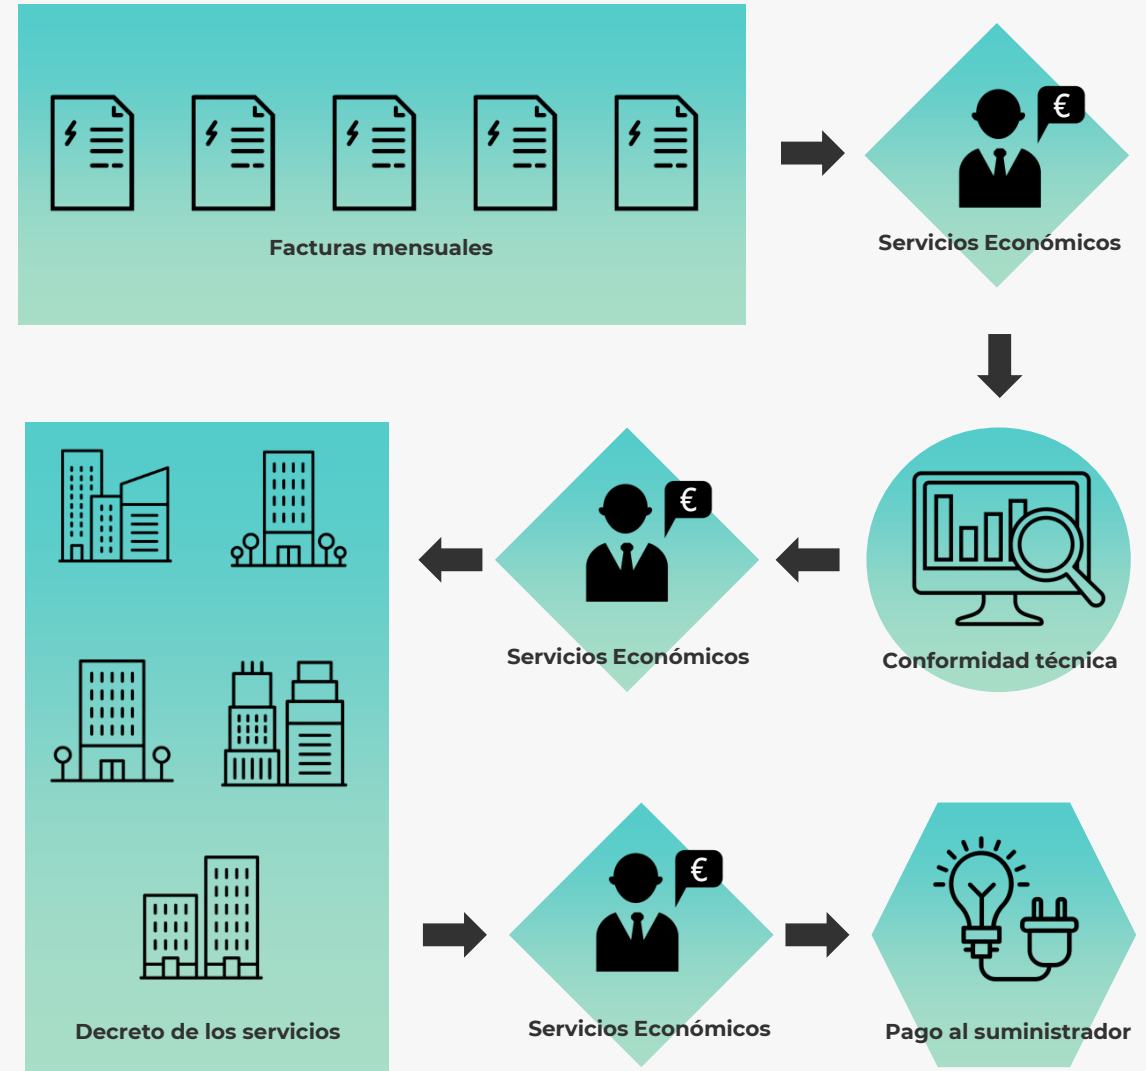 €
Facturas mensuales
Servicios Económicos
€
Servicios Económicos
Conformidad técnica
€
Decreto de los servicios
Servicios Económicos
Pago al suministrador